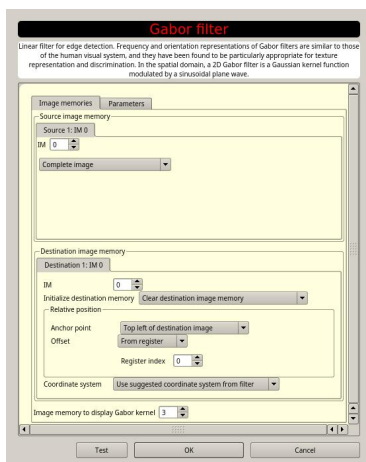 Gabor filter
Linear filter for edge detection. Frequency and orientation representations of Gabor filters are similar to those
of the human visual system, and they have been found to be particularly appropriate for texture
representation and discrimination. In the spatial domain, a 2D Gabor filter is a Gaussian kernel function
modulated by a sinusoidal plane wave.
Image memories Parameters
Source image memory
Source 1: IM 0
IM 0
Complete image
Destination image memory
Destination 1: IM 0
IM 0
Initialize destination memory Clear destination image memory
Relative position
Anchor point Top left of destination image
Offset From register
Register index 0
Coordinate system Use suggested coordinate system from filter
Image memory to display Gabor kernel 3
Test OK Cancel